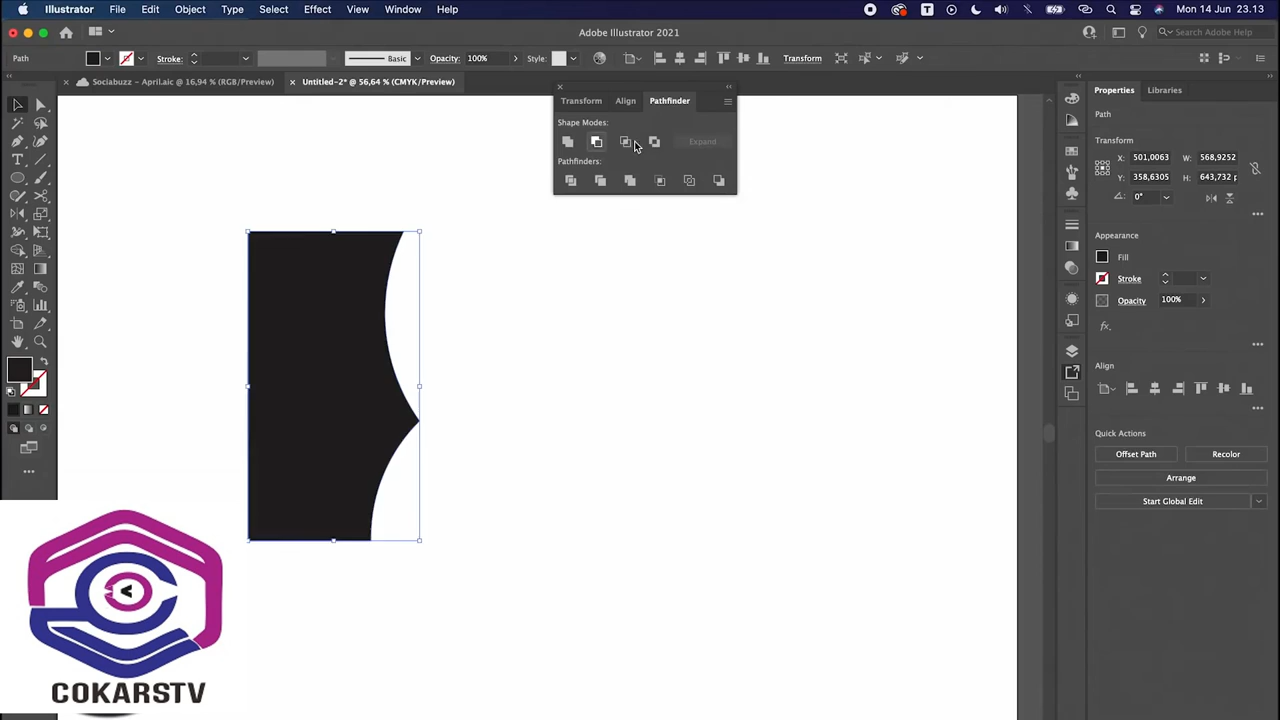 Illustrator File Edit Object Type Select Effect View Window Help Mon 14 Jun 23.13
Adobe Illustrator 2021
Search Adobe Help
Path Stroke: Basic Opacity: 100% Style: Transform
Sociabuzz — April.aic @ 16,94 % (RGB/Preview) Untitled-2* @ 56,64 % (CMYK/Preview)
Transform Align Pathfinder
Shape Modes:
Expand
Pathfinders:
Properties Libraries
Path
Transform
X: 501,0063 W: 568,9252
Y: 358,6305 H: 643,732 p
0°
Appearance
Fill
Stroke
Opacity 100%
fx.
Align
Quick Actions
Offset Path Recolor
Arrange
Start Global Edit
COKARSTV